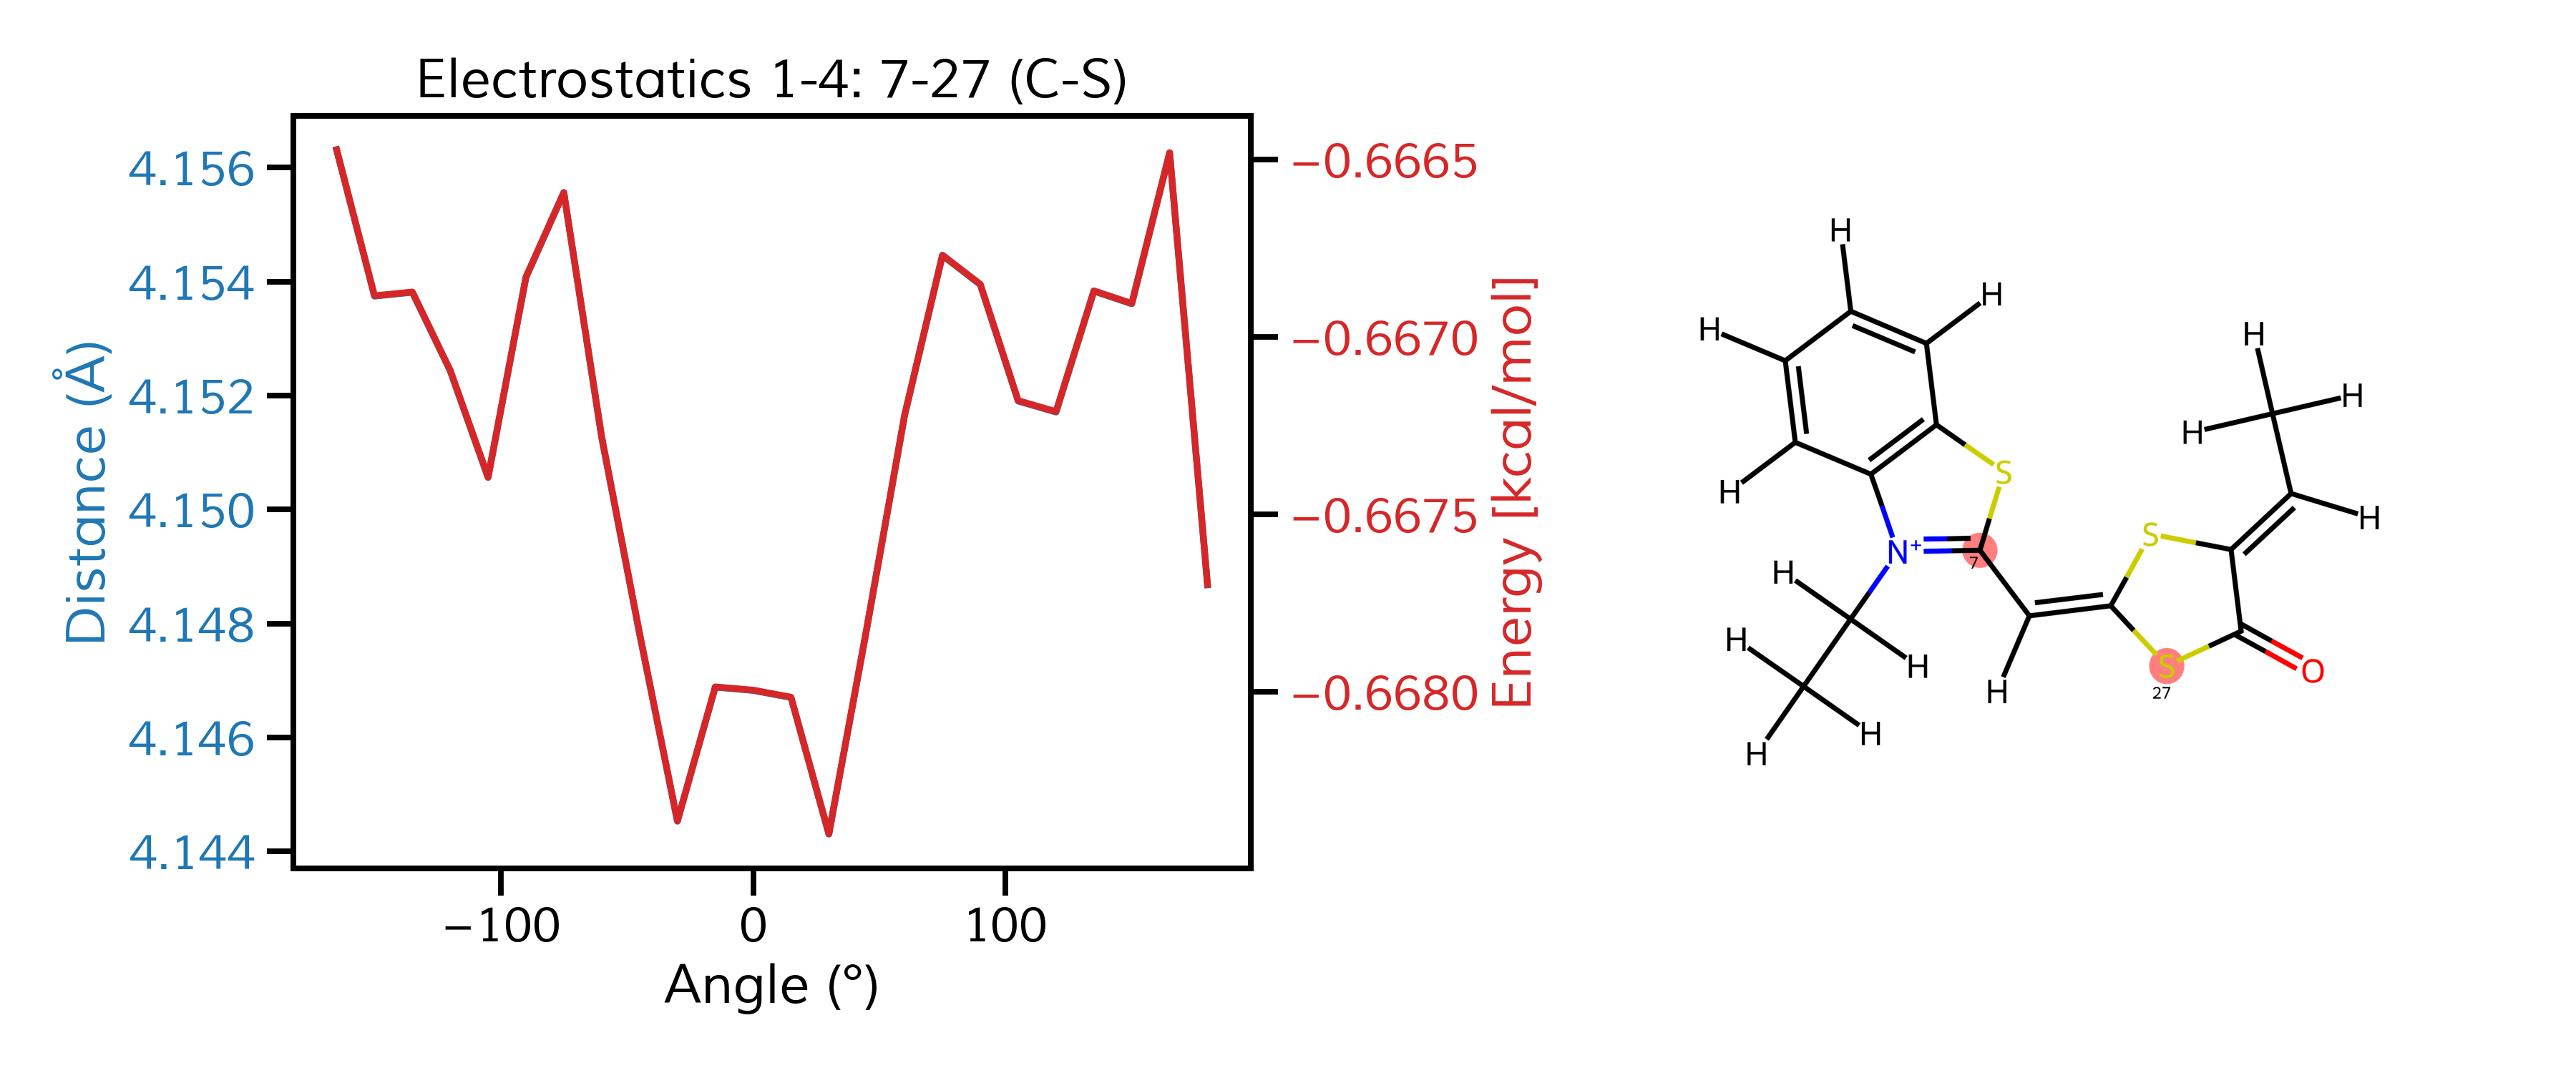 Electrostatics 1-4: 7-27 (C-S)
4.156
4.154
4.152
4.150
4.148
4.146
4.144
Distance (Å)
−100
0
100
Angle (°)
−0.6665
−0.6670
−0.6675
−0.6680
Energy [kcal/mol]
H
H
H
H
H
H
H
S
H
S
H
N+
7
H
H
H
S
27
O
H
H
H